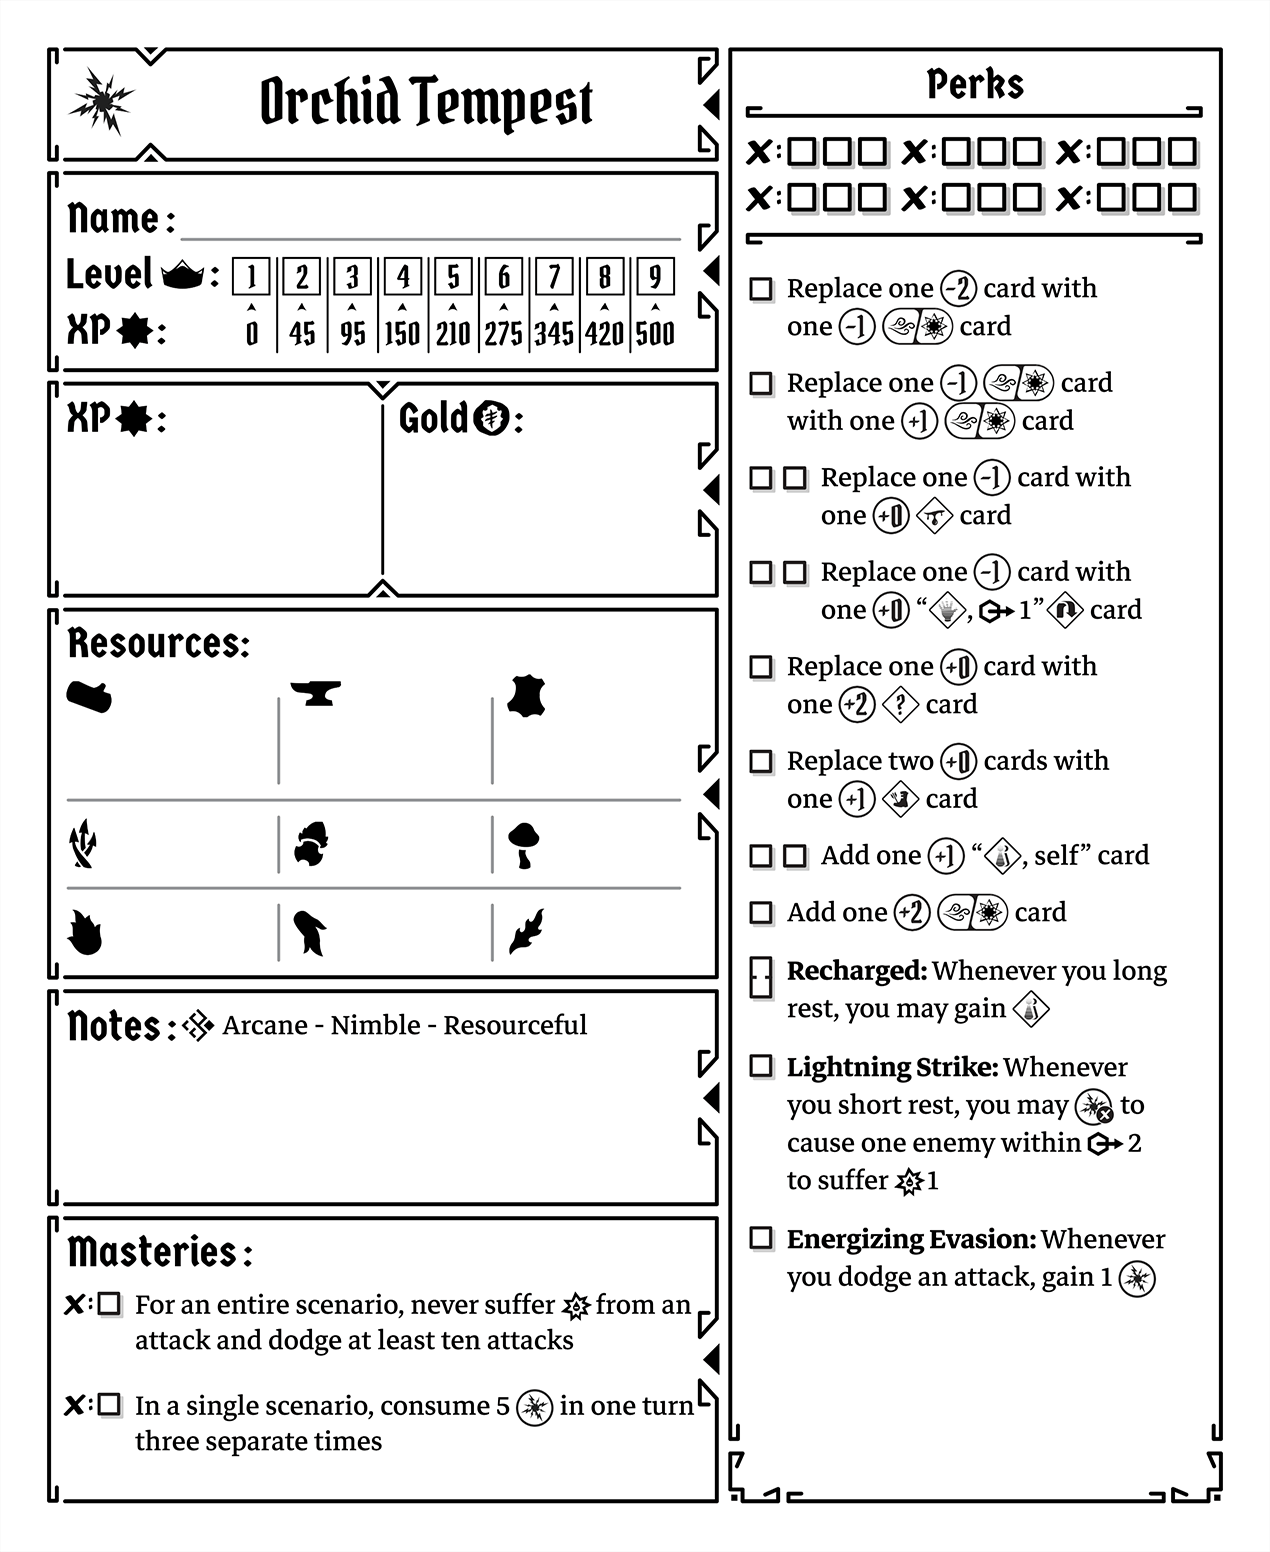 Orchid Tempest
Name:
Level : 1 2 3 4 5 6 7 8 9
XP : 0 45 95 150 210 275 345 420 500
XP : Gold :
Resources:
Notes: Arcane - Nimble - Resourceful
Masteries:
For an entire scenario, never suffer from an
attack and dodge at least ten attacks
In a single scenario, consume 5 in one turn
three separate times
Perks
Replace one -2 card with
one -1 card
Replace one -1 card
with one +1 card
Replace one -1 card with
one +0 card
Replace one -1 card with
one +0 “ , 1” card
Replace one +0 card with
one +2 ? card
Replace two +0 cards with
one +1 card
Add one +1 “ , self” card
Add one +2 card
Recharged: Whenever you long
rest, you may gain
Lightning Strike: Whenever
you short rest, you may to
cause one enemy within 2
to suffer 1
Energizing Evasion: Whenever
you dodge an attack, gain 1